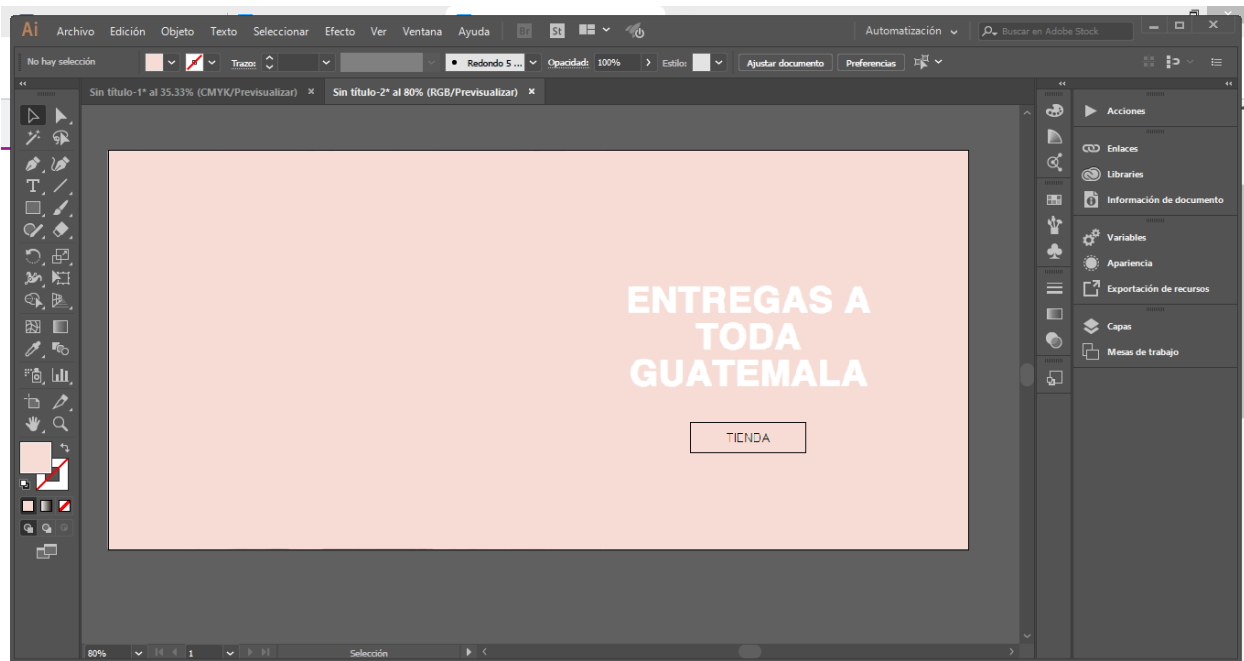 Ai Archivo Edición Objeto Texto Seleccionar Efecto Ver Ventana Ayuda Br St Automatización Buscar en Adobe Stock
No hay selección Trazo: Redondo 5 ... Opacidad: 100% Estilo: Ajustar documento Preferencias
Sin título-1* al 35.33% (CMYK/Previsualizar) × Sin título-2* al 80% (RGB/Previsualizar) ×
Acciones
Enlaces
Libraries
Información de documento
Variables
Apariencia
Exportación de recursos
Capas
Mesas de trabajo
ENTREGAS A
TODA
GUATEMALA
TIENDA
80% 1 Selección